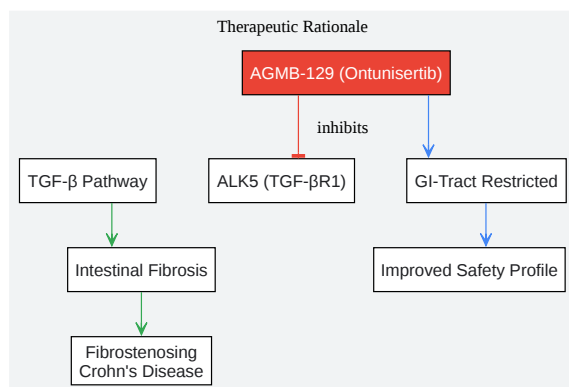 Therapeutic Rationale
AGMB-129 (Ontunisertib)
inhibits
TGF-β Pathway
ALK5 (TGF-βR1)
GI-Tract Restricted
Intestinal Fibrosis
Improved Safety Profile
Fibrostenosing
Crohn's Disease